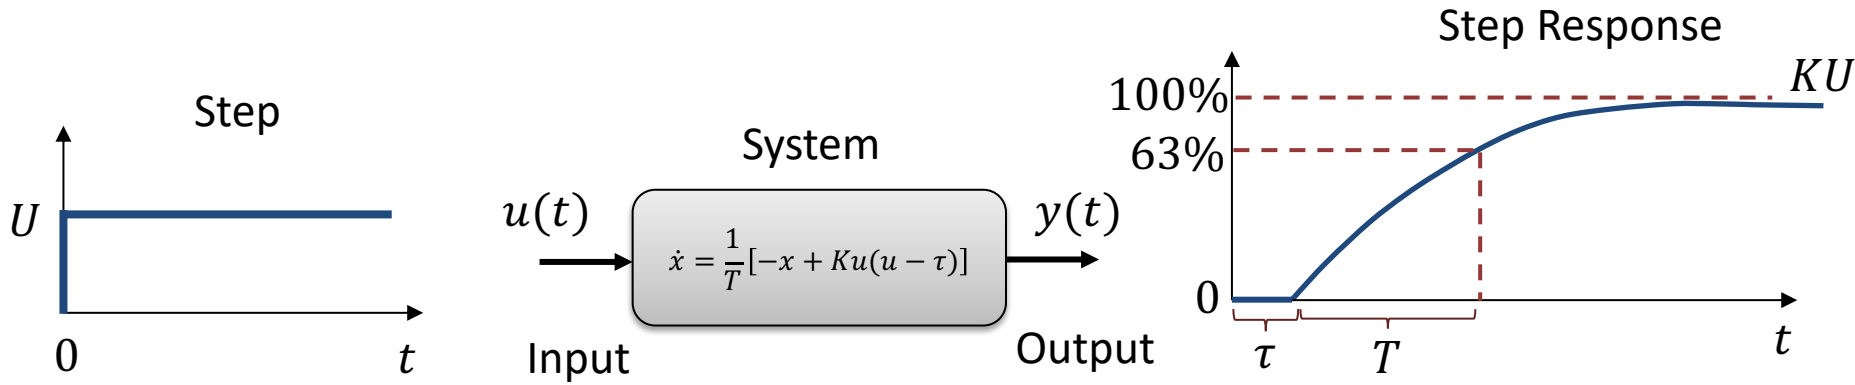 Step
U
0
t
System
u(t)
ẋ = 1/T [−x + Ku(u − τ)]
y(t)
Input
Output
Step Response
KU
100%
63%
0
τ
T
t